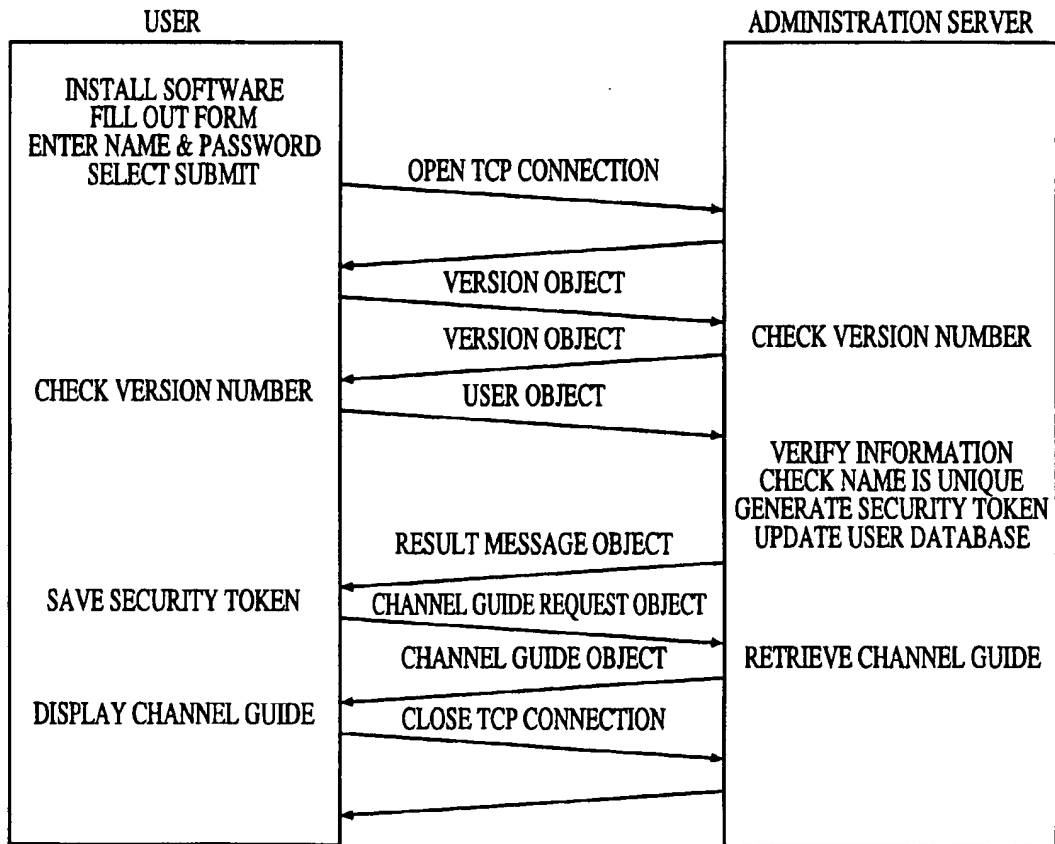 USER
ADMINISTRATION SERVER
INSTALL SOFTWARE
FILL OUT FORM
ENTER NAME & PASSWORD
SELECT SUBMIT
OPEN TCP CONNECTION
VERSION OBJECT
VERSION OBJECT
CHECK VERSION NUMBER
CHECK VERSION NUMBER
USER OBJECT
VERIFY INFORMATION
CHECK NAME IS UNIQUE
GENERATE SECURITY TOKEN
UPDATE USER DATABASE
RESULT MESSAGE OBJECT
SAVE SECURITY TOKEN
CHANNEL GUIDE REQUEST OBJECT
CHANNEL GUIDE OBJECT
RETRIEVE CHANNEL GUIDE
DISPLAY CHANNEL GUIDE
CLOSE TCP CONNECTION